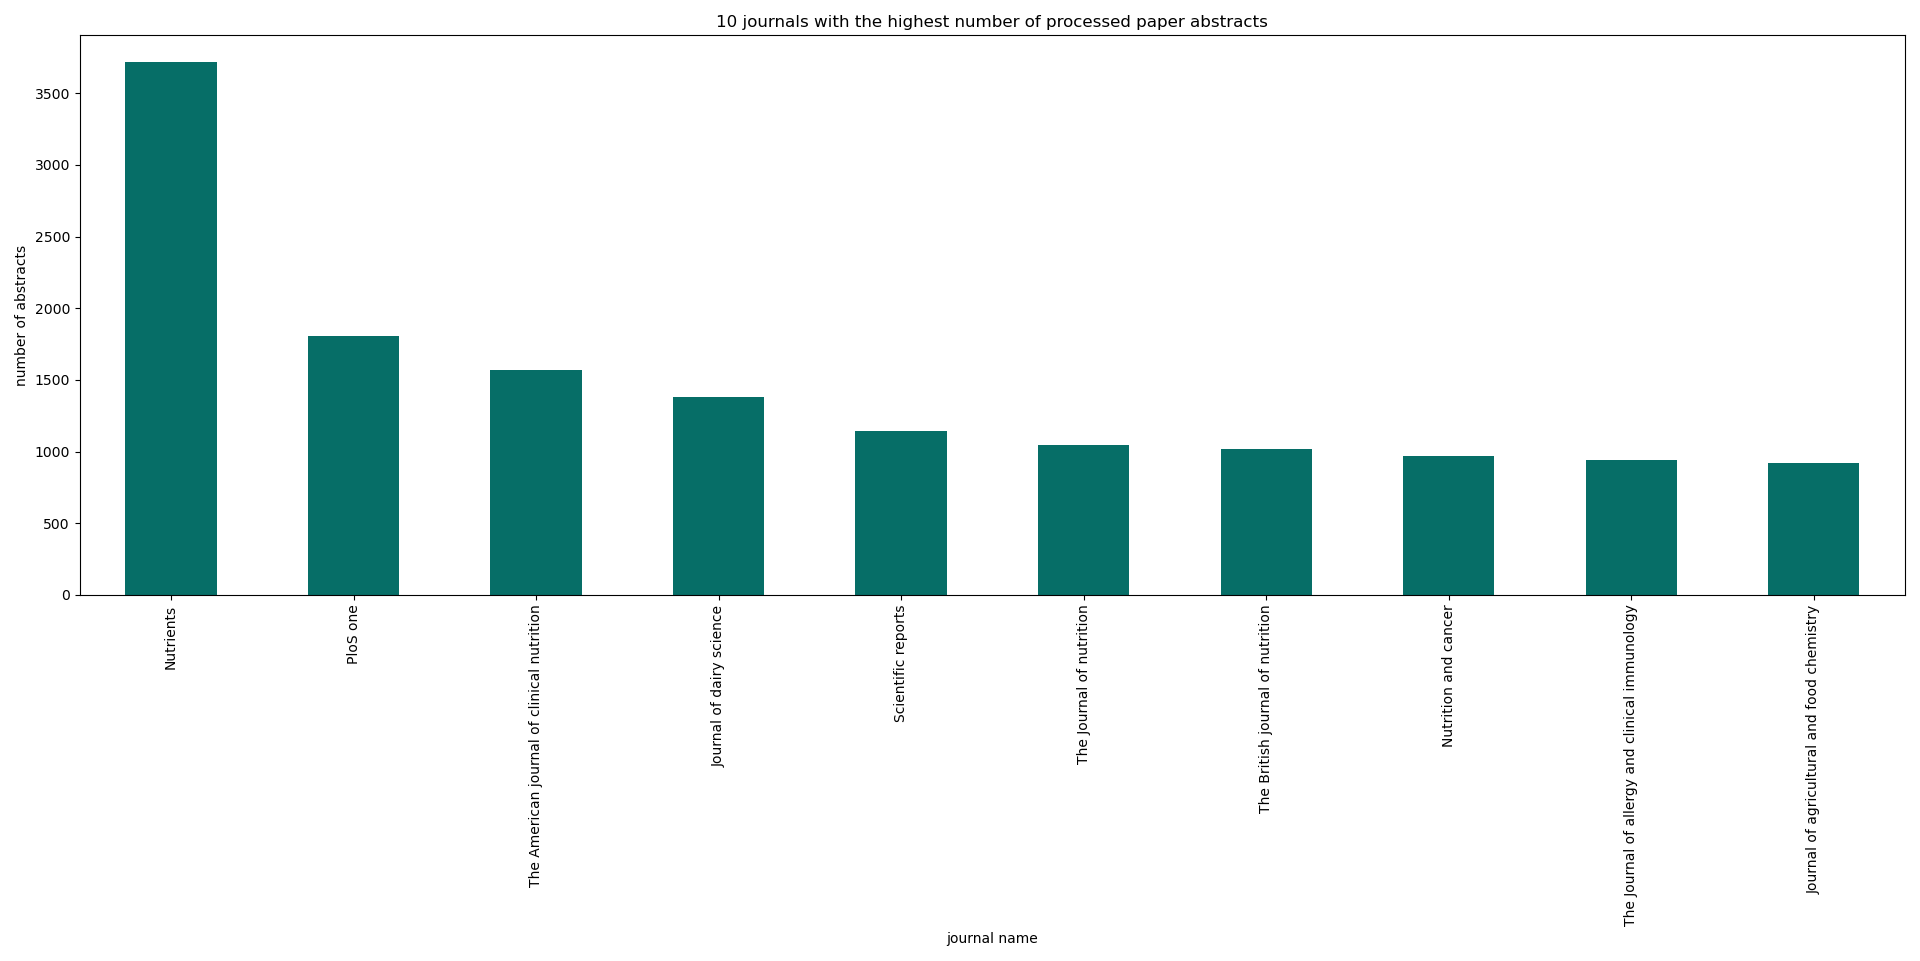 10 journals with the highest number of processed paper abstracts
number of abstracts
3500
3000
2500
2000
1500
1000
500
0
Nutrients
PloS one
The American journal of clinical nutrition
Journal of dairy science
Scientific reports
The Journal of nutrition
The British journal of nutrition
Nutrition and cancer
The Journal of allergy and clinical immunology
Journal of agricultural and food chemistry
journal name